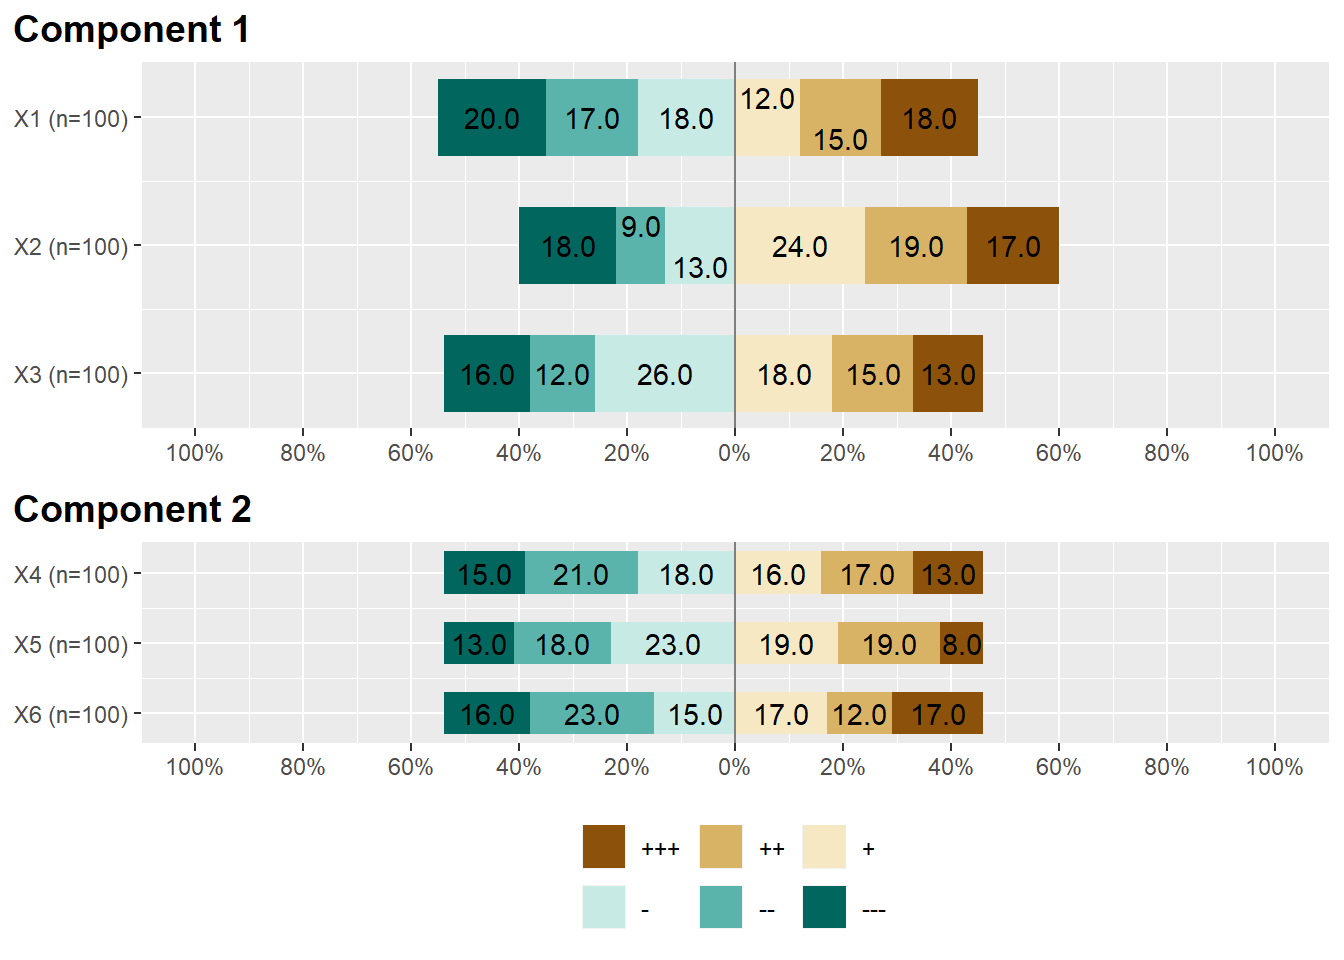 Component 1
X1 (n=100) 20.0 17.0 18.0 12.0 15.0 18.0
X2 (n=100) 18.0 9.0 13.0 24.0 19.0 17.0
X3 (n=100) 16.0 12.0 26.0 18.0 15.0 13.0
100% 80% 60% 40% 20% 0% 20% 40% 60% 80% 100%
Component 2
X4 (n=100) 15.0 21.0 18.0 16.0 17.0 13.0
X5 (n=100) 13.0 18.0 23.0 19.0 19.0 8.0
X6 (n=100) 16.0 23.0 15.0 17.0 12.0 17.0
100% 80% 60% 40% 20% 0% 20% 40% 60% 80% 100%
+++ ++ +
- -- ---